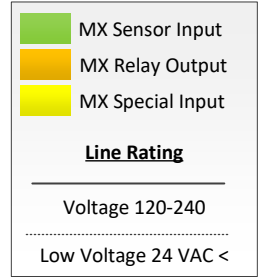 MX Sensor Input
MX Relay Output
MX Special Input
Line Rating
Voltage 120-240
Low Voltage 24 VAC <